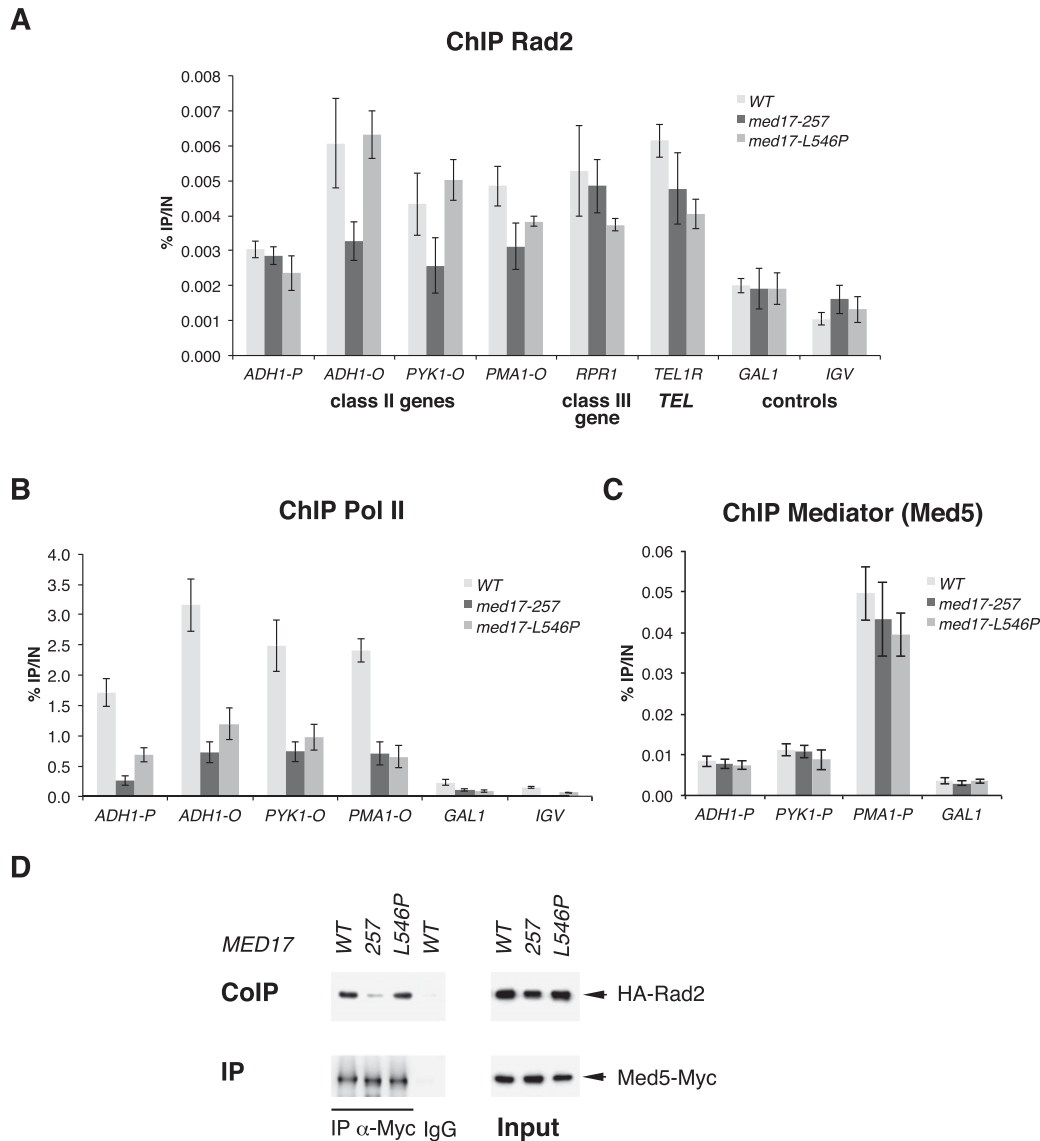 A
ChIP Rad2
% IP/IN
0.008
0.007
0.006
0.005
0.004
0.003
0.002
0.001
0.000
WT
med17-257
med17-L546P
ADH1-P ADH1-O PYK1-O PMA1-O RPR1 TEL1R GAL1 IGV
class II genes class III gene TEL controls
B
ChIP Pol II
% IP/IN
4.0
3.5
3.0
2.5
2.0
1.5
1.0
0.5
0.0
WT
med17-257
med17-L546P
ADH1-P ADH1-O PYK1-O PMA1-O GAL1 IGV
C
ChIP Mediator (Med5)
% IP/IN
0.06
0.05
0.04
0.03
0.02
0.01
0.00
WT
med17-257
med17-L546P
ADH1-P PYK1-P PMA1-P GAL1
D
MED17 WT 257 L546P WT WT 257 L546P
CoIP HA-Rad2
IP Med5-Myc
IP α-Myc IgG Input